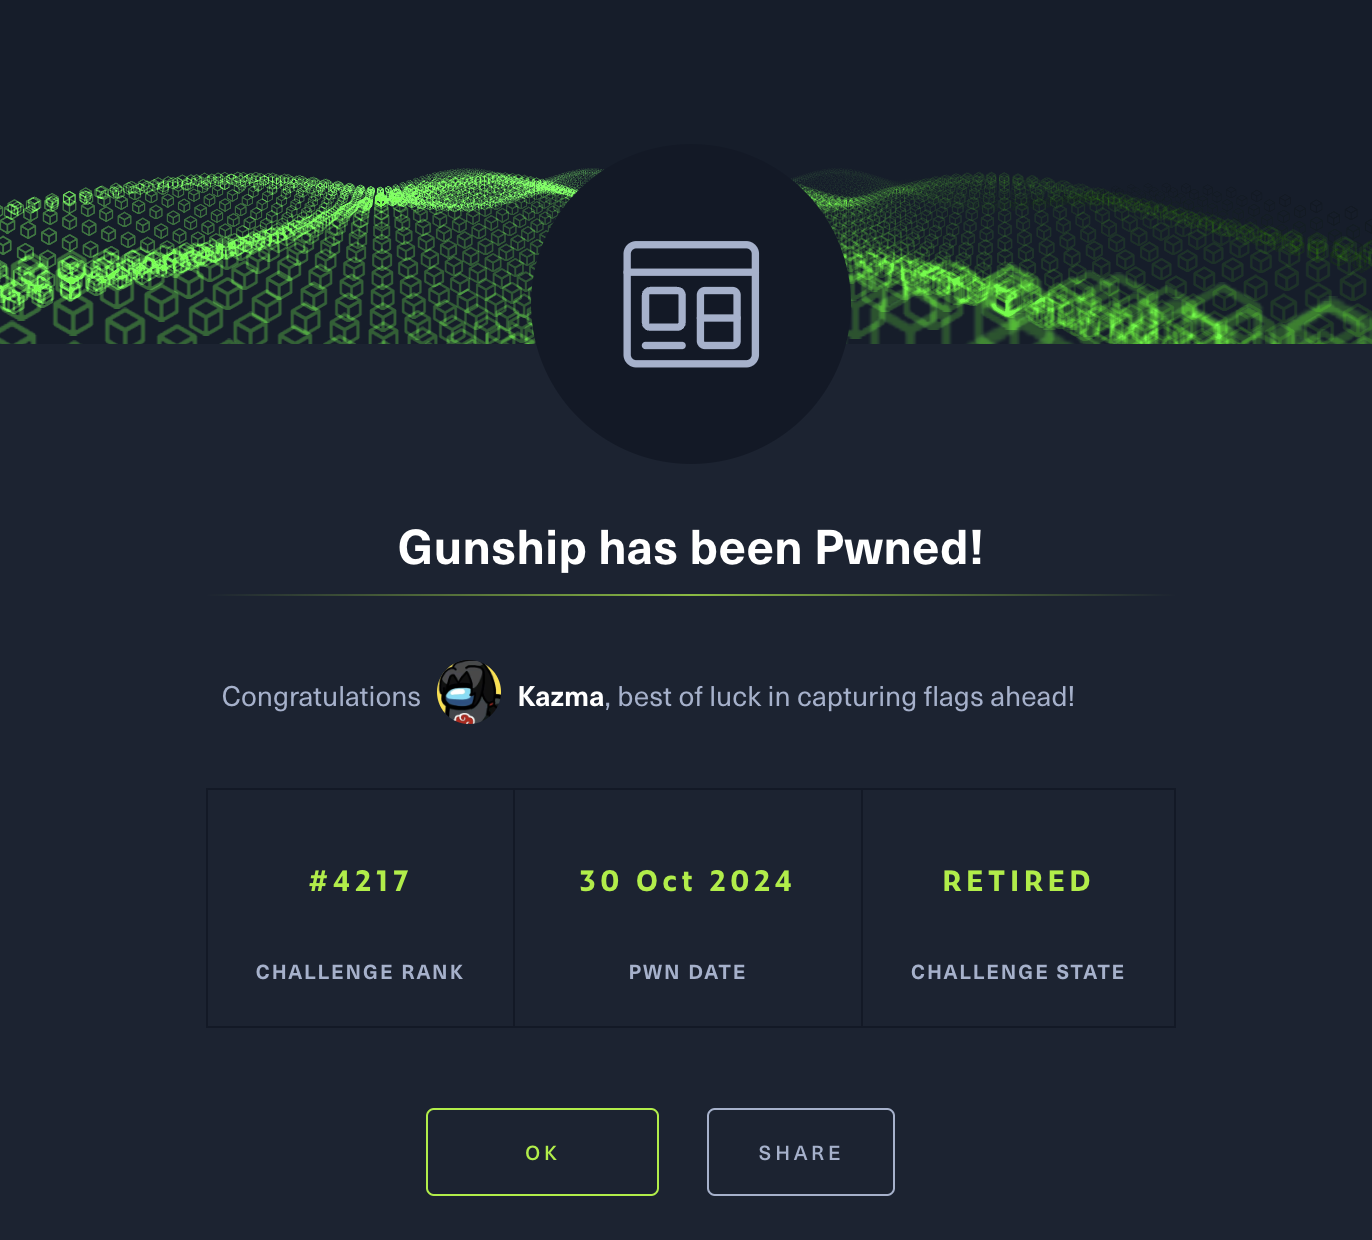 Gunship has been Pwned!
Congratulations Kazma, best of luck in capturing flags ahead!
#4217 30 Oct 2024 RETIRED
CHALLENGE RANK PWN DATE CHALLENGE STATE
OK SHARE